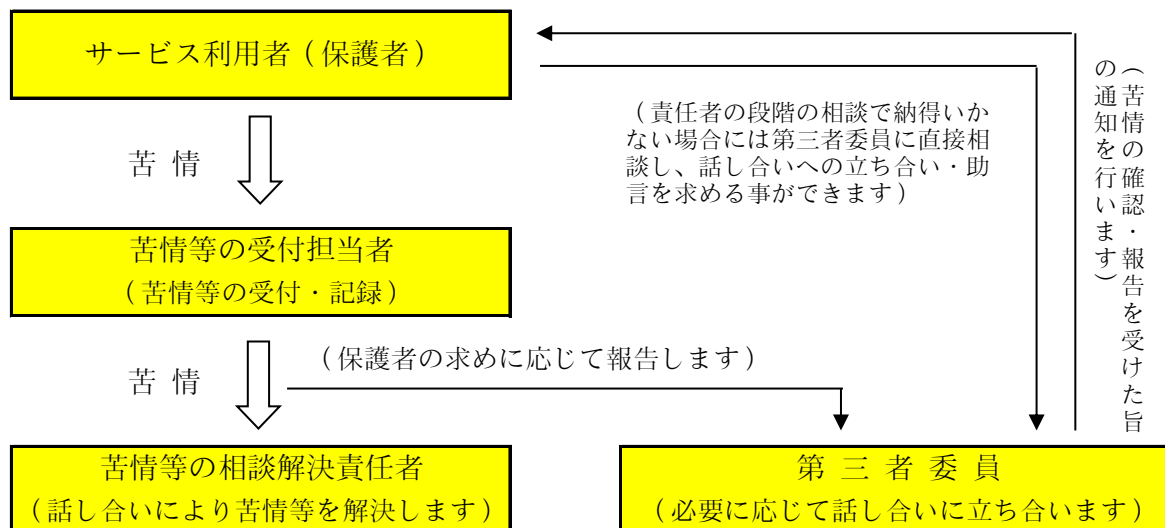 サービス利用者（保護者）
苦 情
（責任者の段階の相談で納得いか
ない場合には第三者委員に直接相
談し、話し合いへの立ち合い・助
言を求める事ができます）
（苦情の確認・報告を受けた旨
の通知を行います）
苦情等の受付担当者
（苦情等の受付・記録）
苦 情
（保護者の求めに応じて報告します）
苦情等の相談解決責任者
（話し合いにより苦情等を解決します）
第 三 者 委 員
（必要に応じて話し合いに立ち合います）